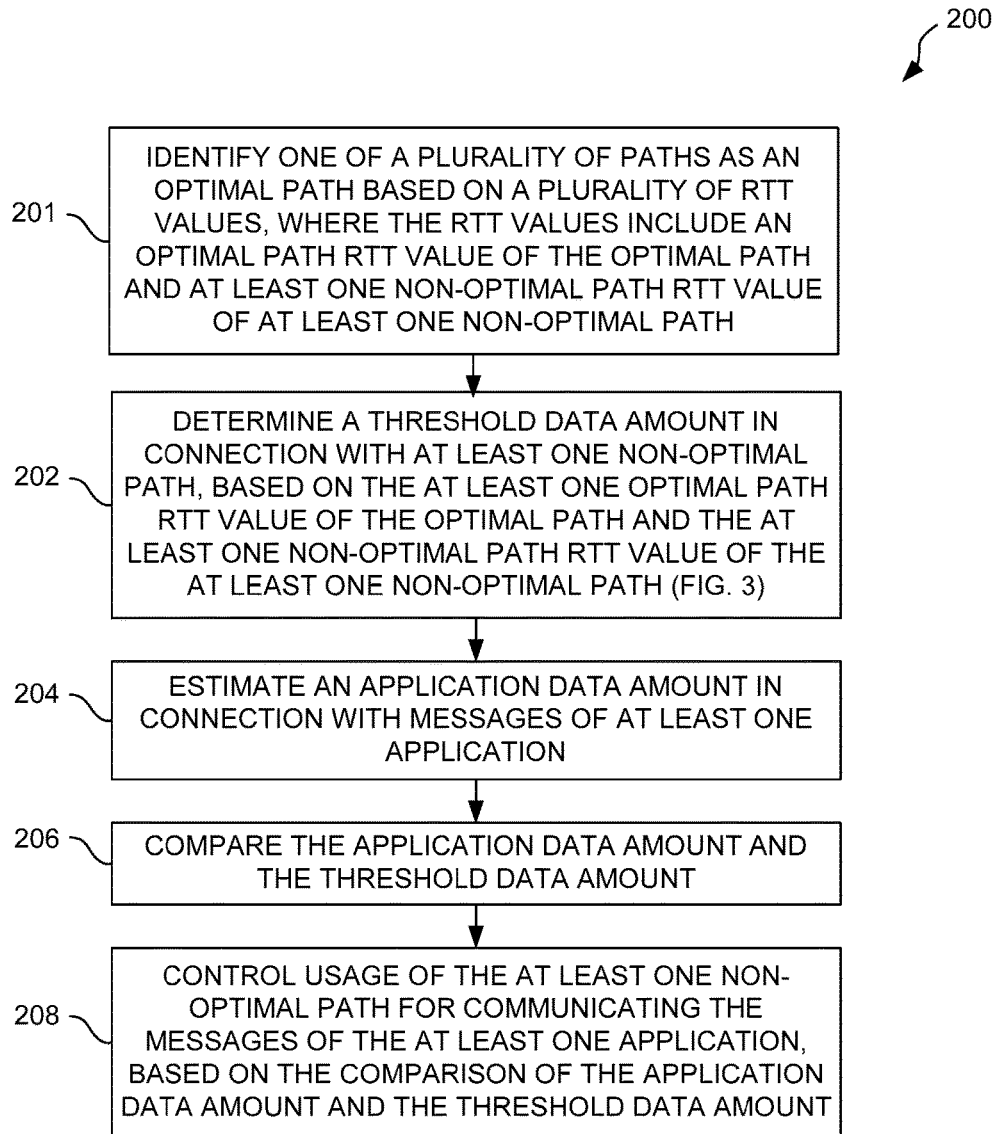 200
201
IDENTIFY ONE OF A PLURALITY OF PATHS AS AN
OPTIMAL PATH BASED ON A PLURALITY OF RTT
VALUES, WHERE THE RTT VALUES INCLUDE AN
OPTIMAL PATH RTT VALUE OF THE OPTIMAL PATH
AND AT LEAST ONE NON-OPTIMAL PATH RTT VALUE
OF AT LEAST ONE NON-OPTIMAL PATH
202
DETERMINE A THRESHOLD DATA AMOUNT IN
CONNECTION WITH AT LEAST ONE NON-OPTIMAL
PATH, BASED ON THE AT LEAST ONE OPTIMAL PATH
RTT VALUE OF THE OPTIMAL PATH AND THE AT
LEAST ONE NON-OPTIMAL PATH RTT VALUE OF THE
AT LEAST ONE NON-OPTIMAL PATH (FIG. 3)
204
ESTIMATE AN APPLICATION DATA AMOUNT IN
CONNECTION WITH MESSAGES OF AT LEAST ONE
APPLICATION
206
COMPARE THE APPLICATION DATA AMOUNT AND
THE THRESHOLD DATA AMOUNT
208
CONTROL USAGE OF THE AT LEAST ONE NON-
OPTIMAL PATH FOR COMMUNICATING THE
MESSAGES OF THE AT LEAST ONE APPLICATION,
BASED ON THE COMPARISON OF THE APPLICATION
DATA AMOUNT AND THE THRESHOLD DATA AMOUNT